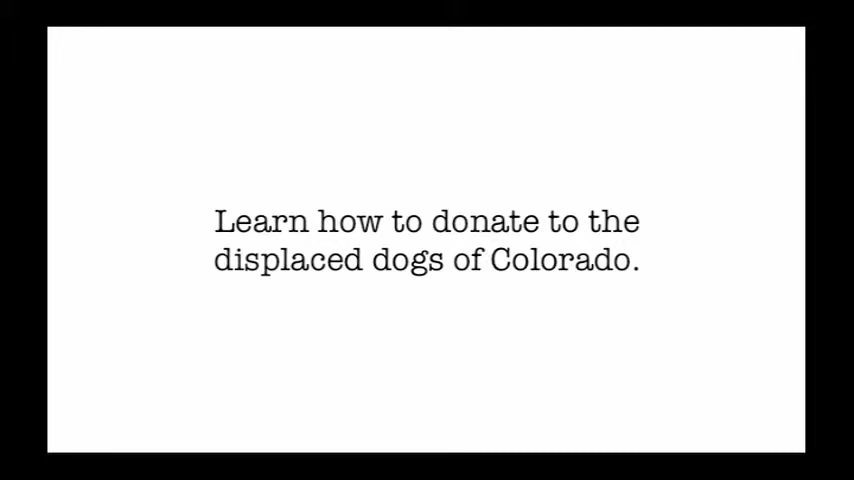 Learn how to donate to the
displaced dogs of Colorado.